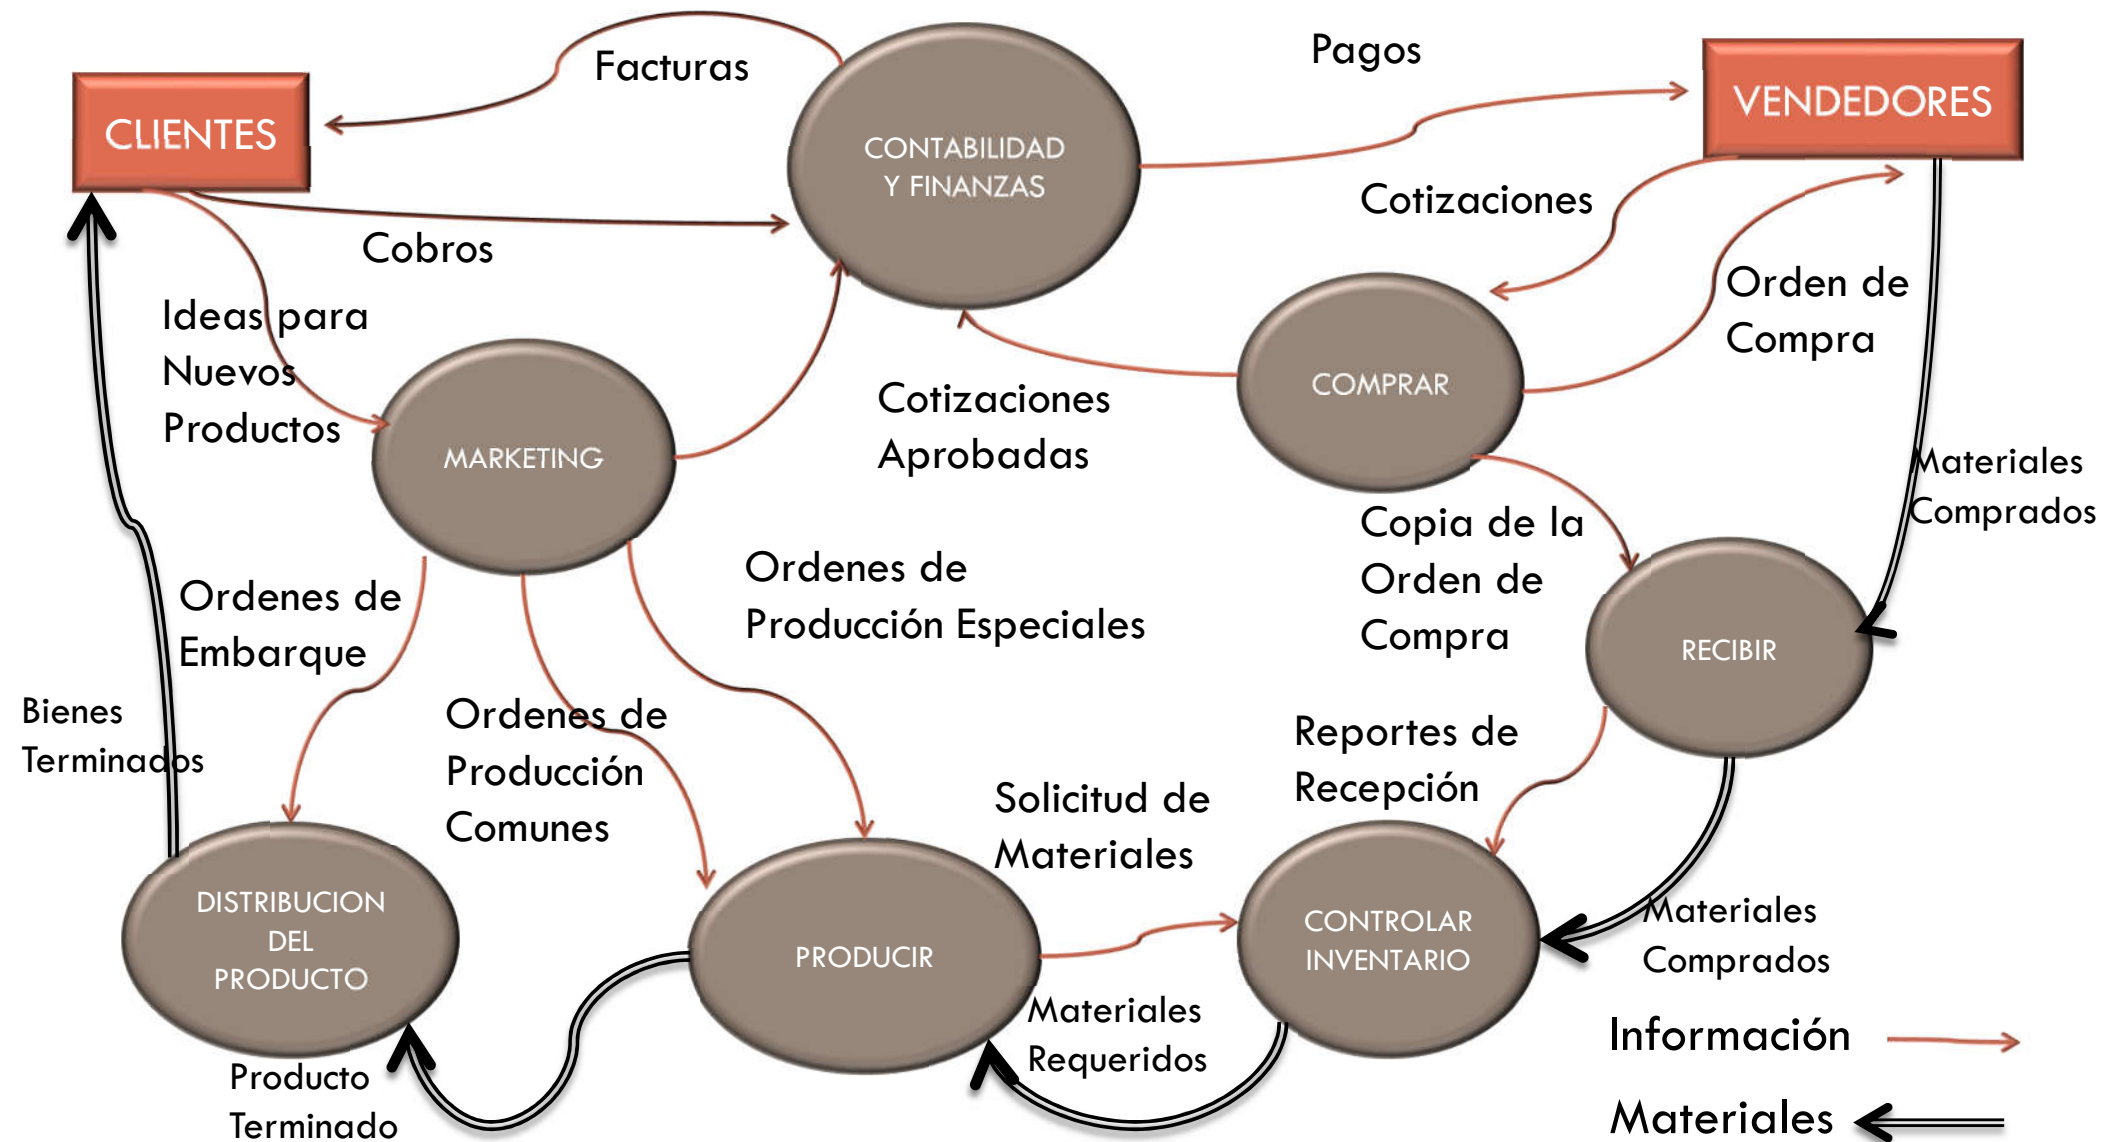 Facturas
Pagos
CLIENTES
CONTABILIDAD
Y FINANZAS
VENDEDORES
Cotizaciones
Cobros
Ideas para
Nuevos
Productos
Orden de
Compra
MARKETING
Cotizaciones
Aprobadas
COMPRAR
Materiales
Comprados
Ordenes de
Embarque
Ordenes de
Producción Especiales
Copia de la
Orden de
Compra
RECIBIR
Bienes
Terminados
Ordenes de
Producción
Comunes
Solicitud de
Materiales
Reportes de
Recepción
DISTRIBUCION
DEL
PRODUCTO
PRODUCIR
CONTROLAR
INVENTARIO
Materiales
Comprados
Materiales
Requeridos
Producto
Terminado
Información
Materiales